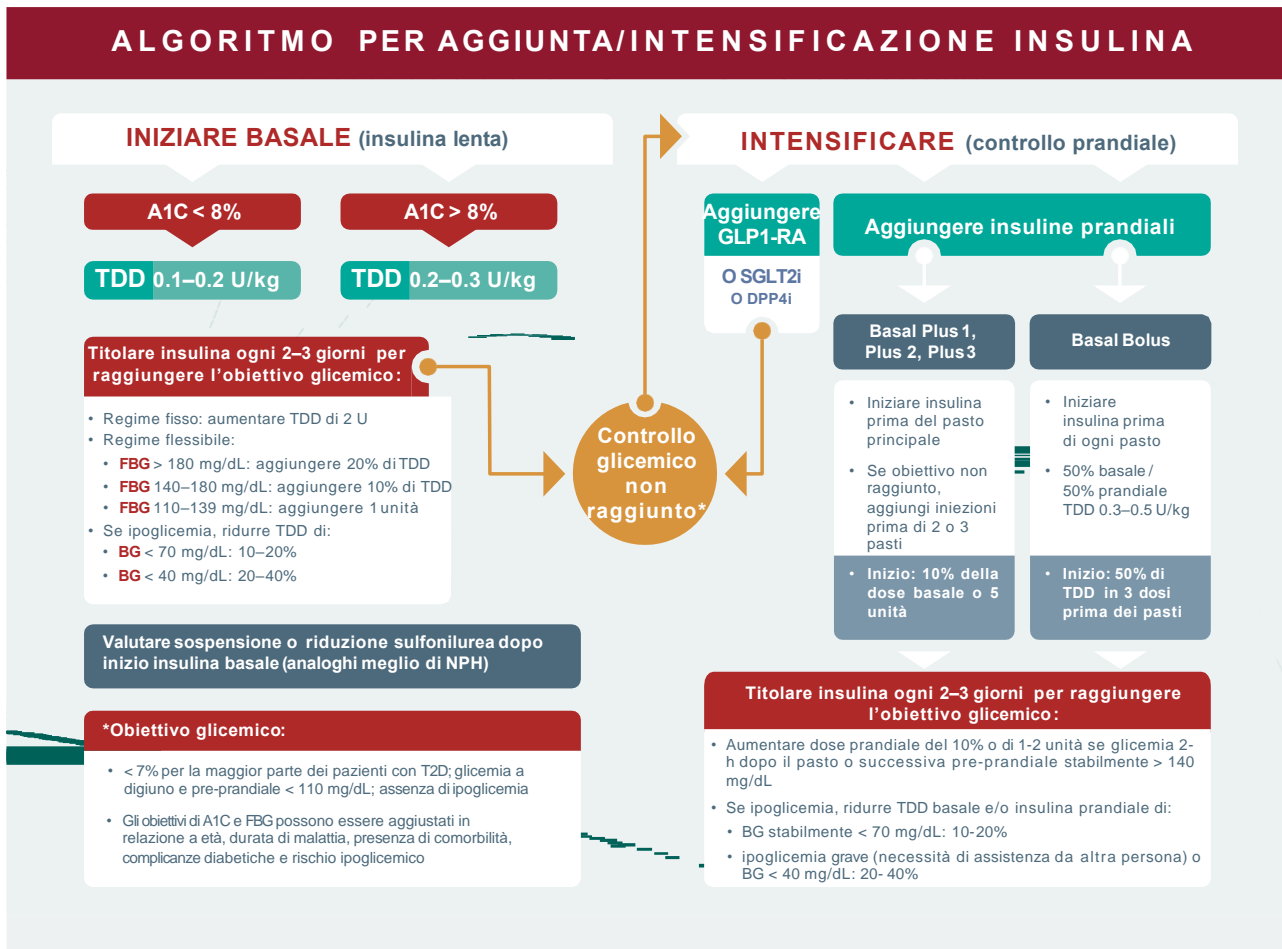 ALGORITMO PER AGGIUNTA/INTENSIFICAZIONE INSULINA
INIZIARE BASALE (insulina lenta)
A1C < 8%
A1C > 8%
TDD 0.1–0.2 U/kg
TDD 0.2–0.3 U/kg
Titolare insulina ogni 2–3 giorni per
raggiungere l'obiettivo glicemico:
• Regime fisso: aumentare TDD di 2 U
• Regime flessibile:
• FBG > 180 mg/dL: aggiungere 20% di TDD
• FBG 140–180 mg/dL: aggiungere 10% di TDD
• FBG 110–139 mg/dL: aggiungere 1 unità
• Se ipoglicemia, ridurre TDD di:
• BG < 70 mg/dL: 10–20%
• BG < 40 mg/dL: 20–40%
Valutare sospensione o riduzione sulfonilurea dopo
inizio insulina basale (analoghi meglio di NPH)
*Obiettivo glicemico:
• < 7% per la maggior parte dei pazienti con T2D; glicemia a
digiuno e pre-prandiale < 110 mg/dL; assenza di ipoglicemia
• Gli obiettivi di A1C e FBG possono essere aggiustati in
relazione a età, durata di malattia, presenza di comorbilità,
complicanze diabetiche e rischio ipoglicemico
Controllo
glicemico
non
raggiunto*
INTENSIFICARE (controllo prandiale)
Aggiungere
GLP1-RA
O SGLT2i
O DPP4i
Aggiungere insuline prandiali
Basal Plus 1,
Plus 2, Plus 3
• Iniziare insulina
prima del pasto
principale
• Se obiettivo non
raggiunto,
aggiungi iniezioni
prima di 2 o 3
pasti
• Inizio: 10% della
dose basale o 5
unità
Basal Bolus
• Iniziare
insulina prima
di ogni pasto
• 50% basale /
50% prandiale
TDD 0.3–0.5 U/kg
• Inizio: 50% di
TDD in 3 dosi
prima dei pasti
Titolare insulina ogni 2–3 giorni per raggiungere
l'obiettivo glicemico:
• Aumentare dose prandiale del 10% o di 1-2 unità se glicemia 2-
h dopo il pasto o successiva pre-prandiale stabilmente > 140
mg/dL
• Se ipoglicemia, ridurre TDD basale e/o insulina prandiale di:
• BG stabilmente < 70 mg/dL: 10-20%
• ipoglicemia grave (necessità di assistenza da altra persona) o
BG < 40 mg/dL: 20- 40%